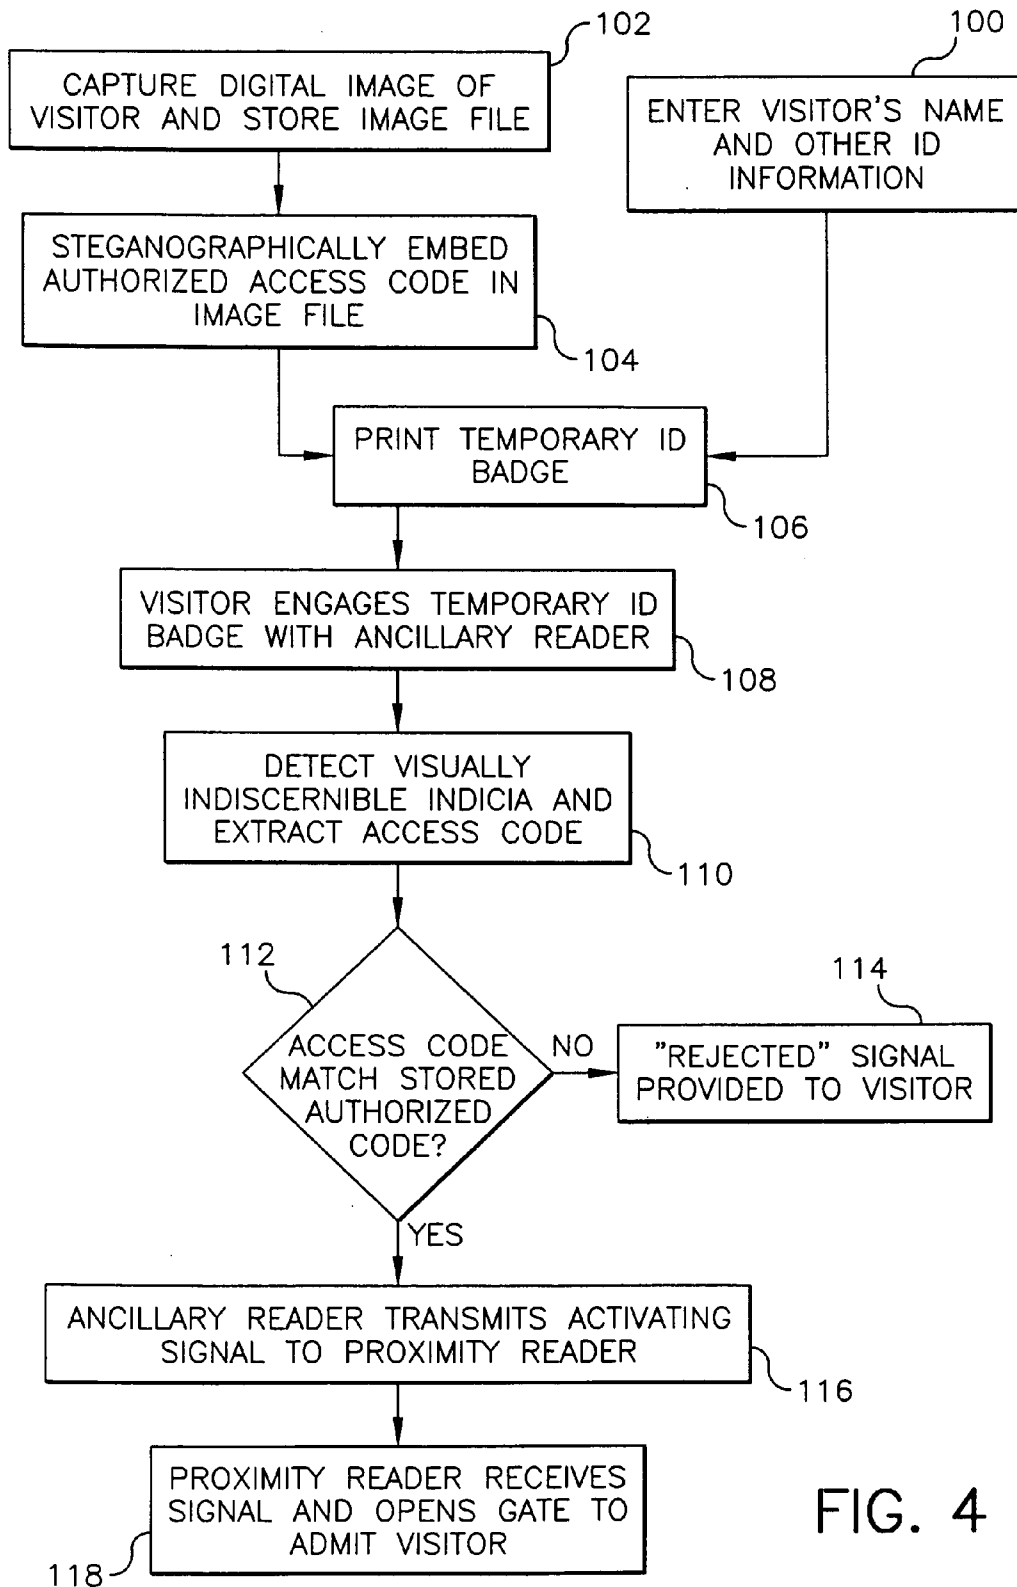 102
CAPTURE DIGITAL IMAGE OF
VISITOR AND STORE IMAGE FILE
100
ENTER VISITOR'S NAME
AND OTHER ID
INFORMATION
STEGANOGRAPHICALLY EMBED
AUTHORIZED ACCESS CODE IN
IMAGE FILE
104
PRINT TEMPORARY ID
BADGE
106
VISITOR ENGAGES TEMPORARY ID
BADGE WITH ANCILLARY READER
108
DETECT VISUALLY
INDISCERNIBLE INDICIA AND
EXTRACT ACCESS CODE
110
112
ACCESS CODE
MATCH STORED
AUTHORIZED
CODE?
NO
114
"REJECTED" SIGNAL
PROVIDED TO VISITOR
YES
ANCILLARY READER TRANSMITS ACTIVATING
SIGNAL TO PROXIMITY READER
116
PROXIMITY READER RECEIVES
SIGNAL AND OPENS GATE TO
ADMIT VISITOR
118
FIG. 4